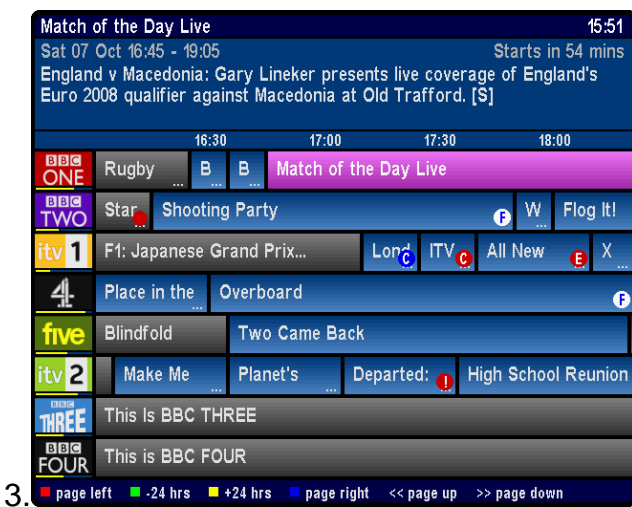 Match of the Day Live 15:51
Sat 07 Oct 16:45 - 19:05 Starts in 54 mins
England v Macedonia: Gary Lineker presents live coverage of England's
Euro 2008 qualifier against Macedonia at Old Trafford. [S]
16:30 17:00 17:30 18:00
BBC ONE Rugby ... B ... B ... Match of the Day Live
BBC TWO Star Shooting Party F W ... Flog It!
itv 1 F1: Japanese Grand Prix... Lond C ITV C All New E X ...
4 Place in the ... Overboard F
five Blindfold Two Came Back
itv 2 Make Me ... Planet's ... Departed: ! High School Reunion
BBC THREE This Is BBC THREE
BBC FOUR This is BBC FOUR
3. page left -24 hrs +24 hrs page right << page up >> page down